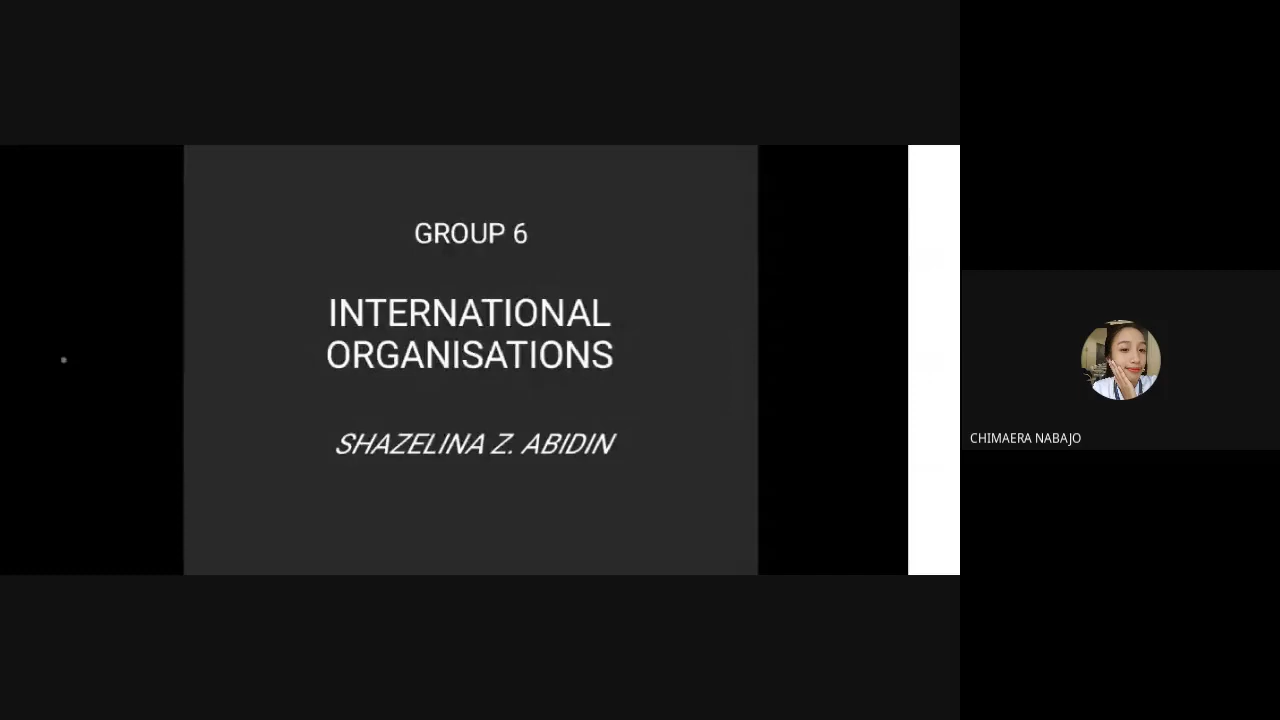 GROUP 6
INTERNATIONAL
ORGANISATIONS
SHAZELINA Z. ABIDIN
CHIMAERA NABAJO